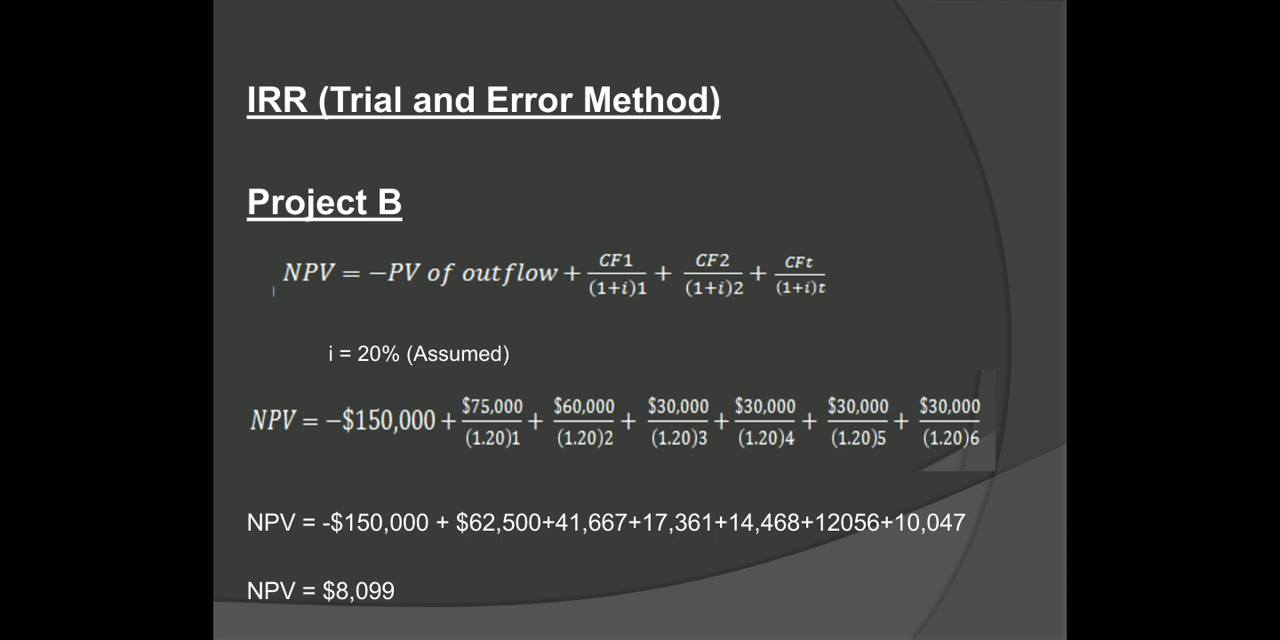 IRR (Trial and Error Method)
Project B
NPV = −PV of outflow + CF1/(1+i)1 + CF2/(1+i)2 + CFt/(1+i)t
i = 20% (Assumed)
NPV = −$150,000 + $75,000/(1.20)1 + $60,000/(1.20)2 + $30,000/(1.20)3 + $30,000/(1.20)4 + $30,000/(1.20)5 + $30,000/(1.20)6
NPV = -$150,000 + $62,500+41,667+17,361+14,468+12056+10,047
NPV = $8,099